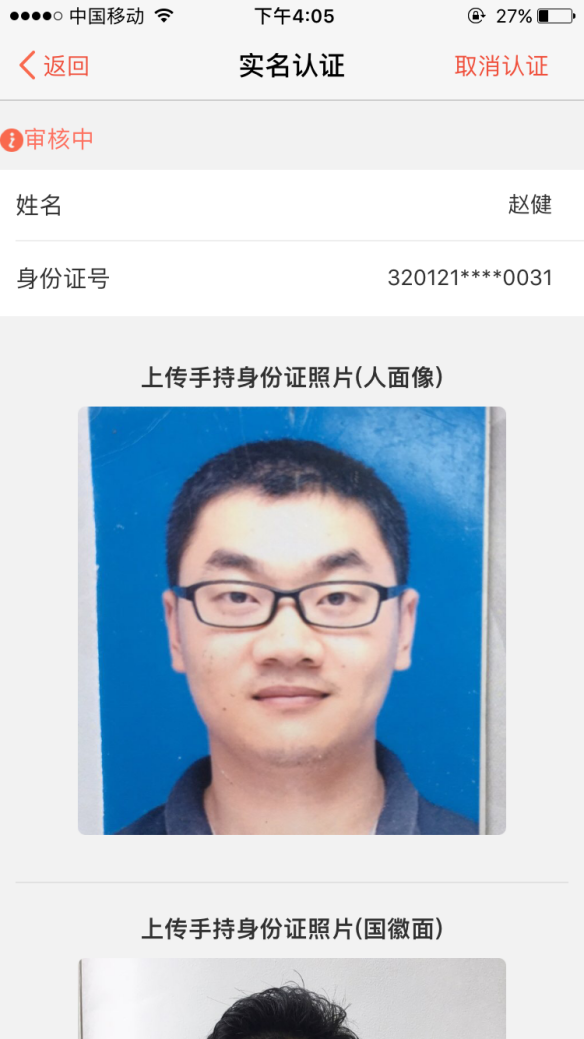 中国移动 下午4:05 27%
返回 实名认证 取消认证
审核中
姓名 赵健
身份证号 320121****0031
上传手持身份证照片(人面像)
上传手持身份证照片(国徽面)